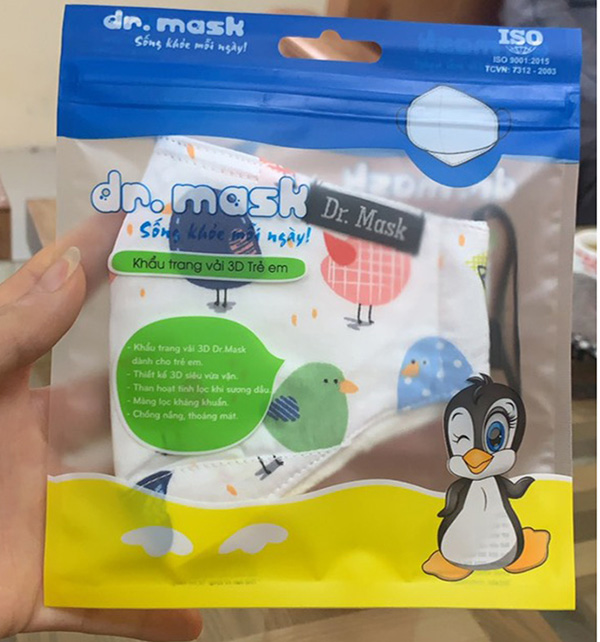 dr. mask
Sống khỏe mỗi ngày!
ISO
ISO 9001:2015
TCVN: 7312 - 2003
dr. mask
Sống khỏe mỗi ngày!
Dr. Mask
Khẩu trang vải 3D Trẻ em
- Khẩu trang vải 3D Dr.Mask
dành cho trẻ em.
- Thiết kế 3D siêu vừa vặn.
- Than hoạt tính lọc khí sương dầu.
- Màng lọc kháng khuẩn.
- Chống nắng, thoáng mát.